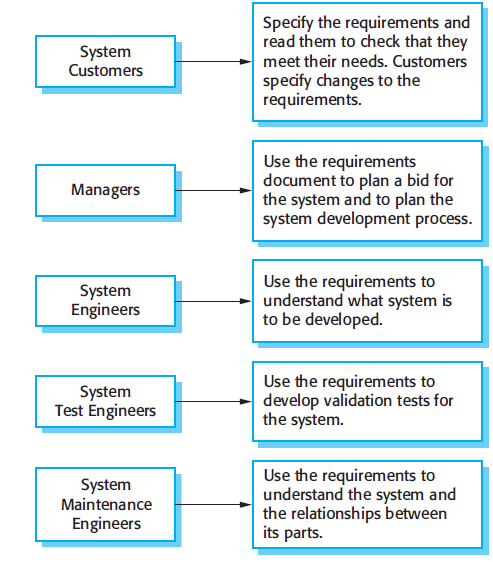 System
Customers
Specify the requirements and
read them to check that they
meet their needs. Customers
specify changes to the
requirements.
Managers
Use the requirements
document to plan a bid for
the system and to plan the
system development process.
System
Engineers
Use the requirements to
understand what system is
to be developed.
System
Test Engineers
Use the requirements to
develop validation tests for
the system.
System
Maintenance
Engineers
Use the requirements to
understand the system and
the relationships between
its parts.